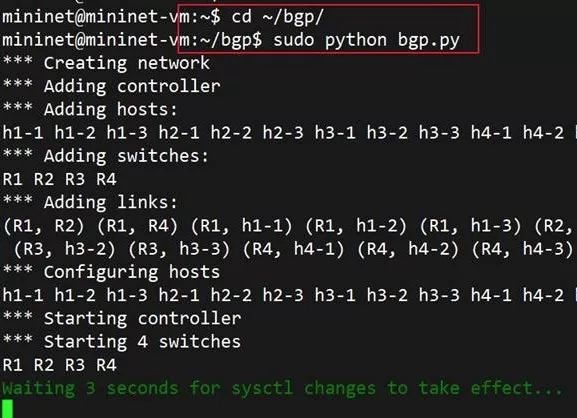 mininet@mininet-vm:~$ cd ~/bgp/
mininet@mininet-vm:~/bgp$ sudo python bgp.py
*** Creating network
*** Adding controller
*** Adding hosts:
h1-1 h1-2 h1-3 h2-1 h2-2 h2-3 h3-1 h3-2 h3-3 h4-1 h4-2
*** Adding switches:
R1 R2 R3 R4
*** Adding links:
(R1, R2) (R1, R4) (R1, h1-1) (R1, h1-2) (R1, h1-3) (R2,
(R3, h3-2) (R3, h3-3) (R4, h4-1) (R4, h4-2) (R4, h4-3)
*** Configuring hosts
h1-1 h1-2 h1-3 h2-1 h2-2 h2-3 h3-1 h3-2 h3-3 h4-1 h4-2
*** Starting controller
*** Starting 4 switches
R1 R2 R3 R4
Waiting 3 seconds for sysctl changes to take effect...